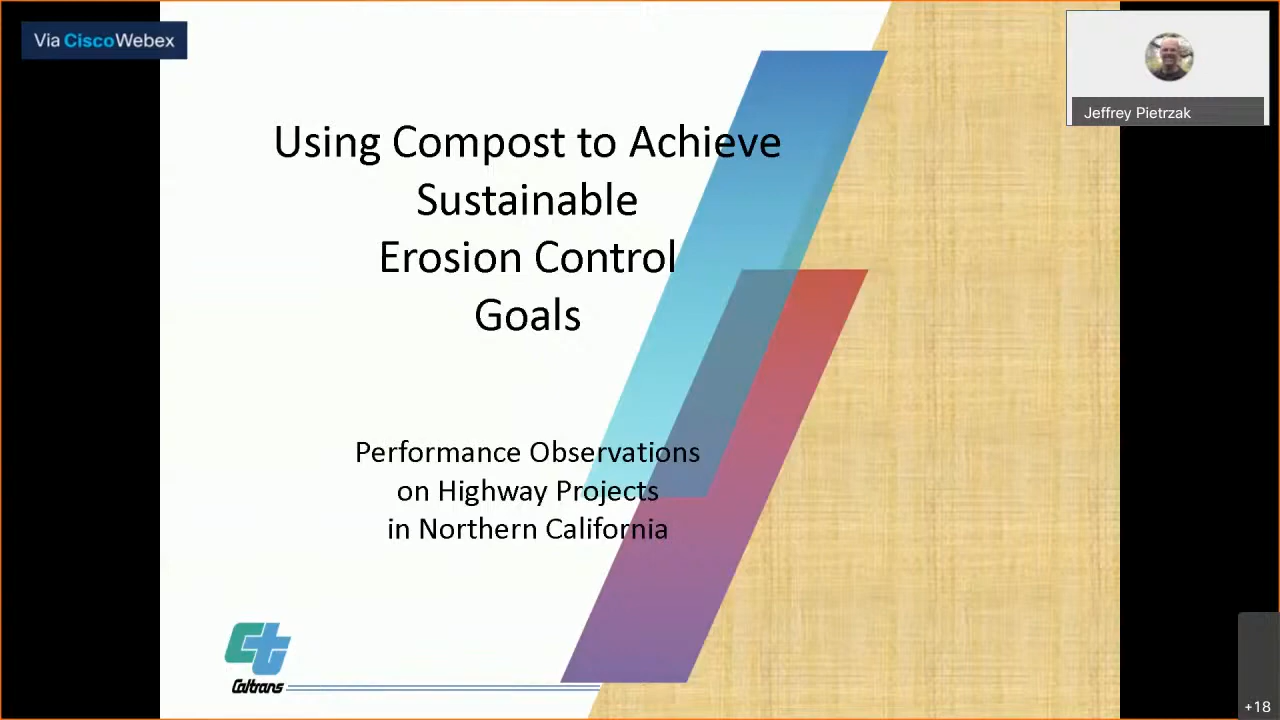 Via CiscoWebex
Jeffrey Pietrzak
Using Compost to Achieve
Sustainable
Erosion Control
Goals
Performance Observations
on Highway Projects
in Northern California
Caltrans
+18